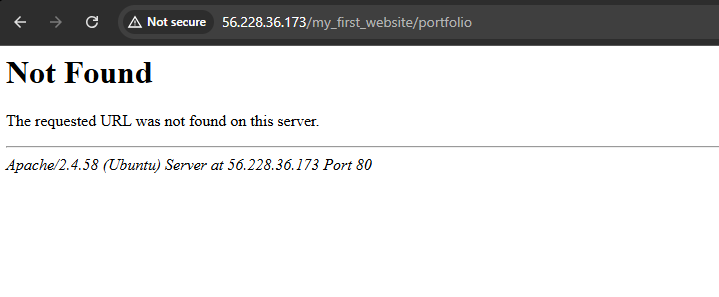 Not secure 56.228.36.173/my_first_website/portfolio
Not Found
The requested URL was not found on this server.
Apache/2.4.58 (Ubuntu) Server at 56.228.36.173 Port 80